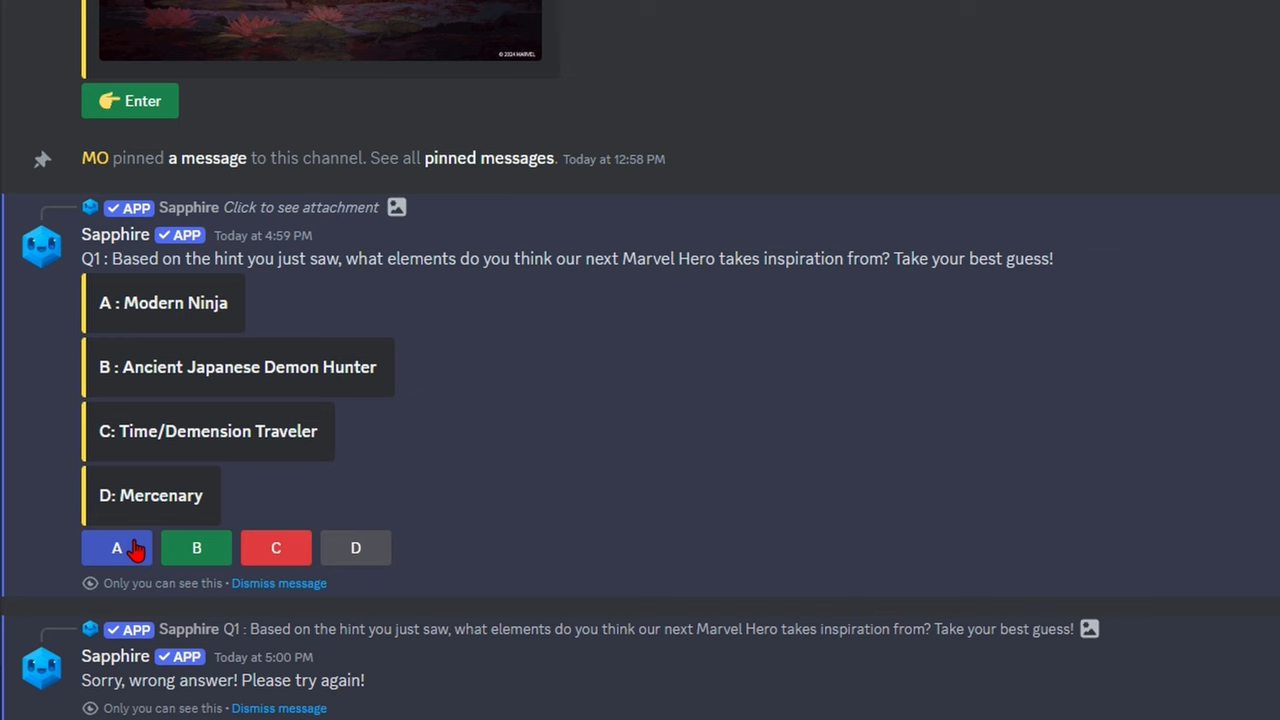 © 2024 MARVEL
Enter
MO pinned a message to this channel. See all pinned messages. Today at 12:58 PM
APP Sapphire Click to see attachment
Sapphire APP Today at 4:59 PM
Q1 : Based on the hint you just saw, what elements do you think our next Marvel Hero takes inspiration from? Take your best guess!
A : Modern Ninja
B : Ancient Japanese Demon Hunter
C: Time/Demension Traveler
D: Mercenary
A B C D
Only you can see this • Dismiss message
APP Sapphire Q1 : Based on the hint you just saw, what elements do you think our next Marvel Hero takes inspiration from? Take your best guess!
Sapphire APP Today at 5:00 PM
Sorry, wrong answer! Please try again!
Only you can see this • Dismiss message